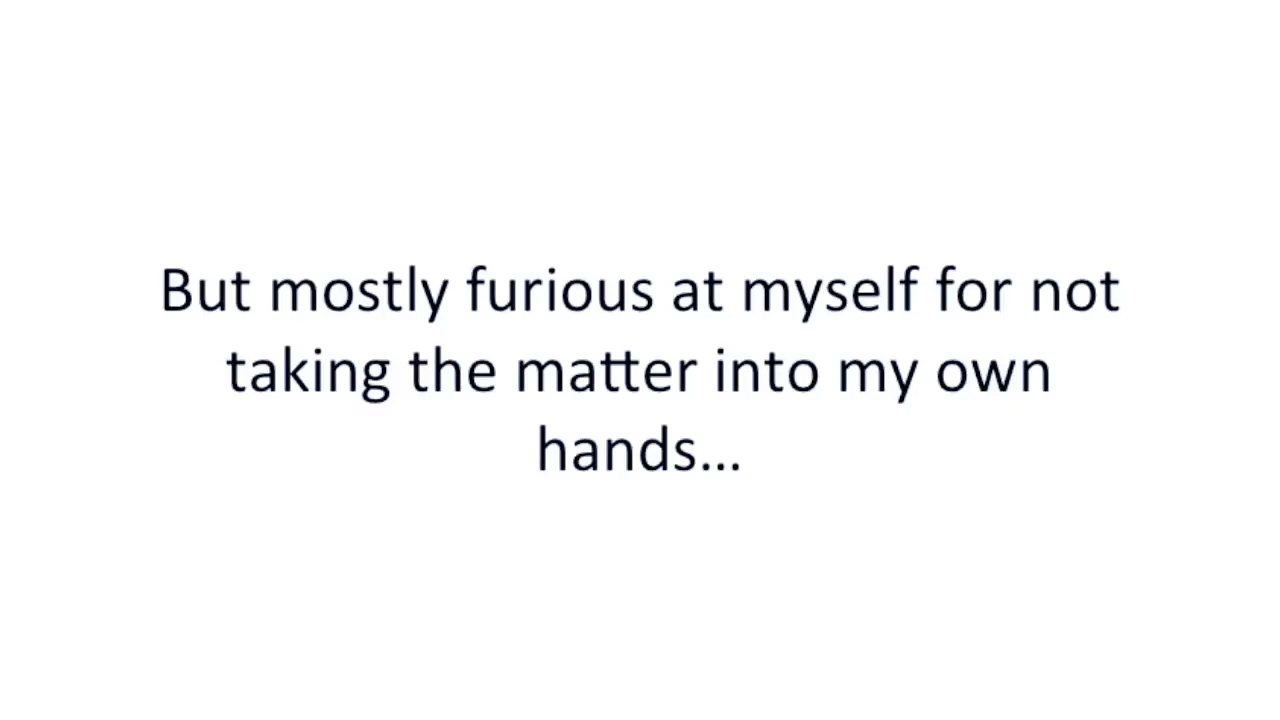 But mostly furious at myself for not
taking the matter into my own
hands...